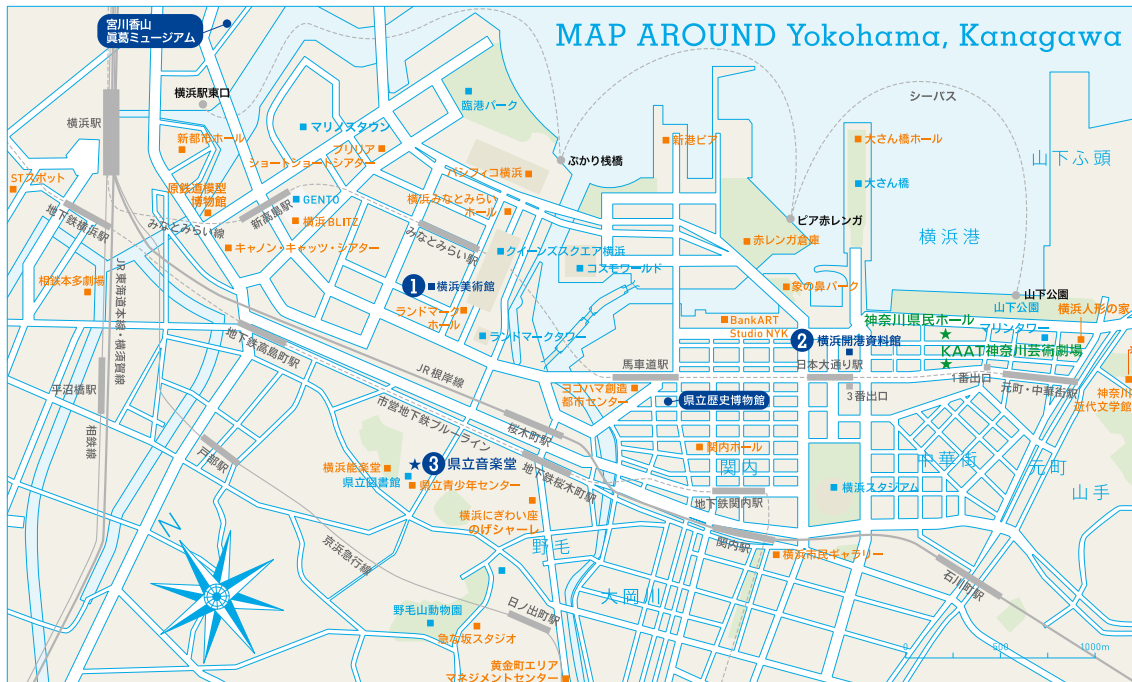 MAP AROUND Yokohama, Kanagawa
宮川香山
眞葛ミュージアム
横浜駅東口
横浜駅
新都市ホール
マリノスタウン
ブリリア
ショートショートシアター
臨港パーク
ぷかり桟橋
新港ピア
シーバス
大さん橋ホール
大さん橋
山下ふ頭
STスポット
地下鉄横浜駅
原鉄道模型
博物館
みなとみらい線
新高島駅
GENTO
横浜BLITZ
キャノン・キャッツ・シアター
パシフィコ横浜
横浜みなとみらい
ホール
みなとみらい駅
クイーンズスクエア横浜
コスモワールド
ピア赤レンガ
赤レンガ倉庫
横浜港
相鉄本多劇場
JR東海道本線・横須賀線
1
横浜美術館
ランドマーク
ホール
ランドマークタワー
象の鼻パーク
山下公園
山下公園
横浜人形の家
BankART
Studio NYK
2
横浜開港資料館
神奈川県民ホール
マリンタワー
KAAT神奈川芸術劇場
地下鉄高島町駅
JR根岸線
馬車道駅
日本大通り駅
3番出口
1番出口
元町・中華街駅
神奈川
近代文学館
平沼橋駅
相鉄線
市営地下鉄ブルーライン
桜木町駅
ヨコハマ創造
都市センター
県立歴史博物館
戸部駅
横浜能楽堂
3
県立音楽堂
県立図書館
県立青少年センター
地下鉄桜木町駅
関内ホール
関内
中華街
元町
山手
横浜スタジアム
地下鉄関内駅
横浜にぎわい座
のげシャーレ
野毛
関内駅
横浜市民ギャラリー
石川町駅
N
京浜急行線
大岡川
野毛山動物園
急な坂スタジオ
日ノ出町駅
黄金町エリア
マネジメントセンター
0
500
1000m